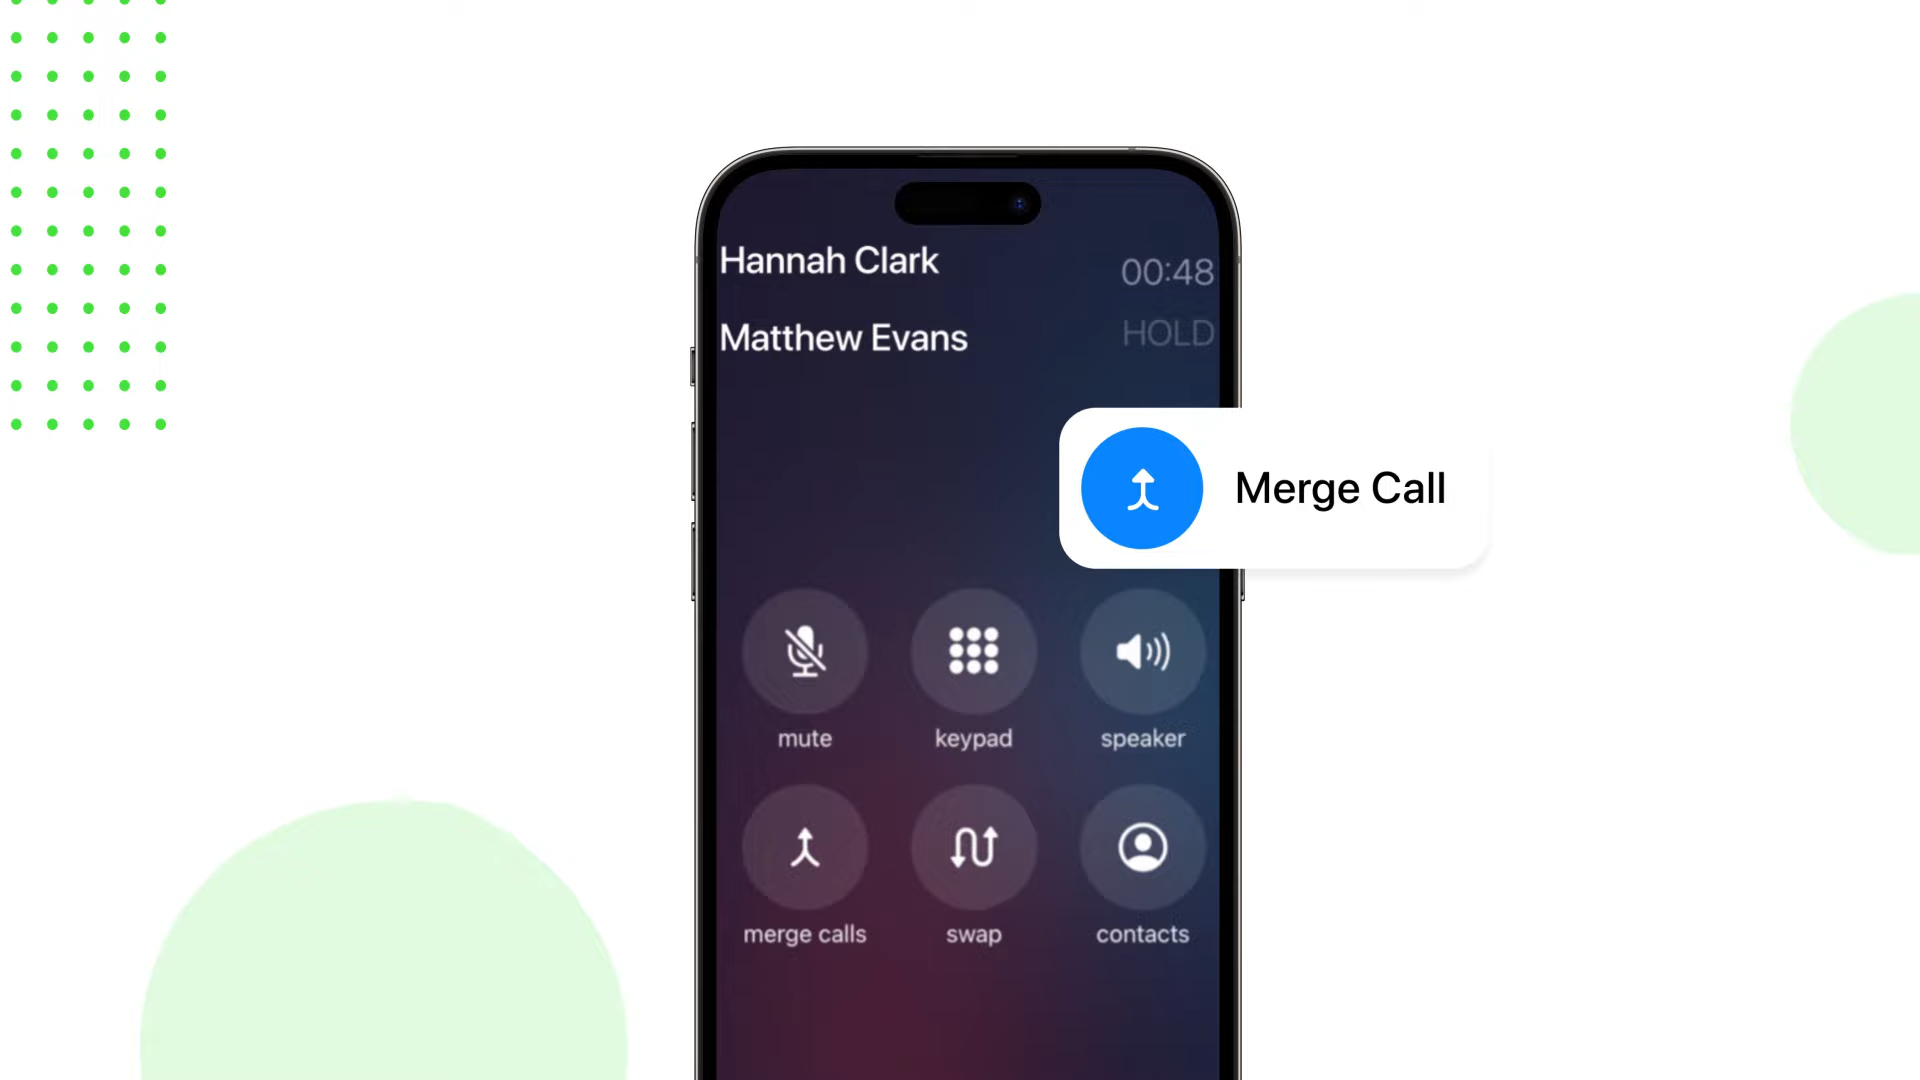 Hannah Clark
00:48
Matthew Evans
HOLD
Merge Call
mute
keypad
speaker
merge calls
swap
contacts